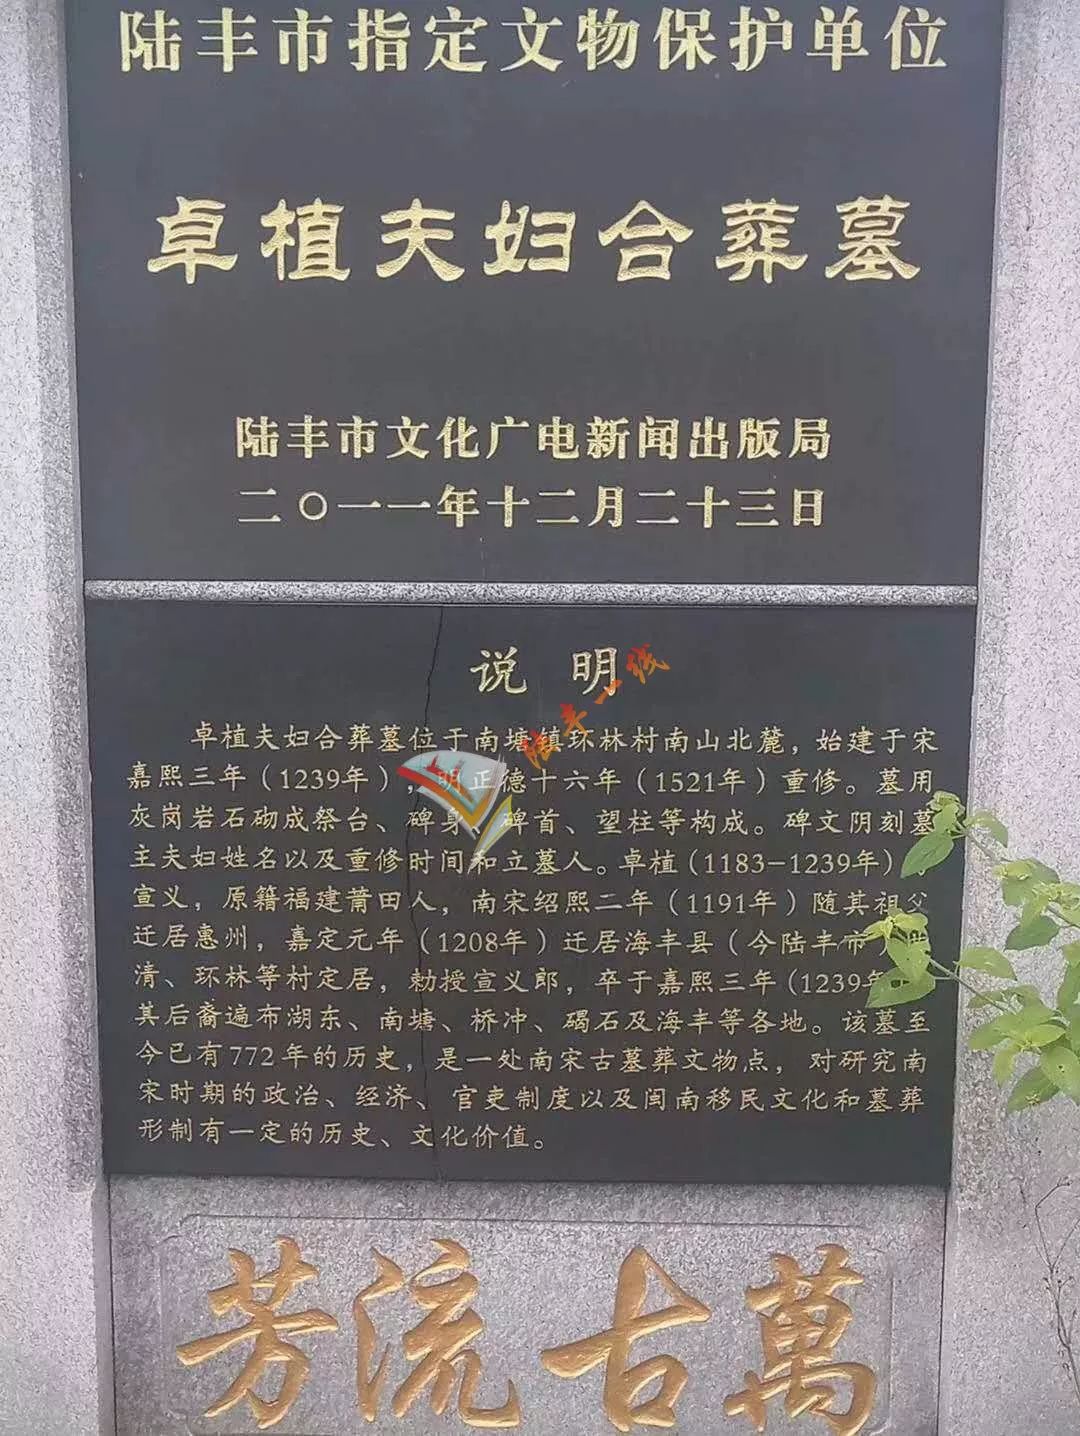 陆丰市指定文物保护单位
卓植夫妇合葬墓
陆丰市文化广电新闻出版局
二〇一一年十二月二十三日
说明
陆丰一线
卓植夫妇合葬墓位于南塘镇环林村南山北麓，始建于宋
嘉熙三年（1239年），明正德十六年（1521年）重修。墓用
灰岗岩石砌成祭台、碑身、碑首、望柱等构成。碑文阴刻墓
主夫妇姓名以及重修时间和立墓人。卓植（1183-1239年）
宣义，原籍福建莆田人，南宋绍熙二年（1191年）随其祖父
迁居惠州，嘉定元年（1208年）迁居海丰县（今陆丰市
清、环林等村定居，勅授宣义郎，卒于嘉熙三年（1239年
其后裔遍布湖东、南塘、桥冲、碣石及海丰等各地。该墓至
今已有772年的历史，是一处南宋古墓葬文物点，对研究南
宋时期的政治、经济、官吏制度以及闽南移民文化和墓葬
形制有一定的历史、文化价值。
萬古流芳